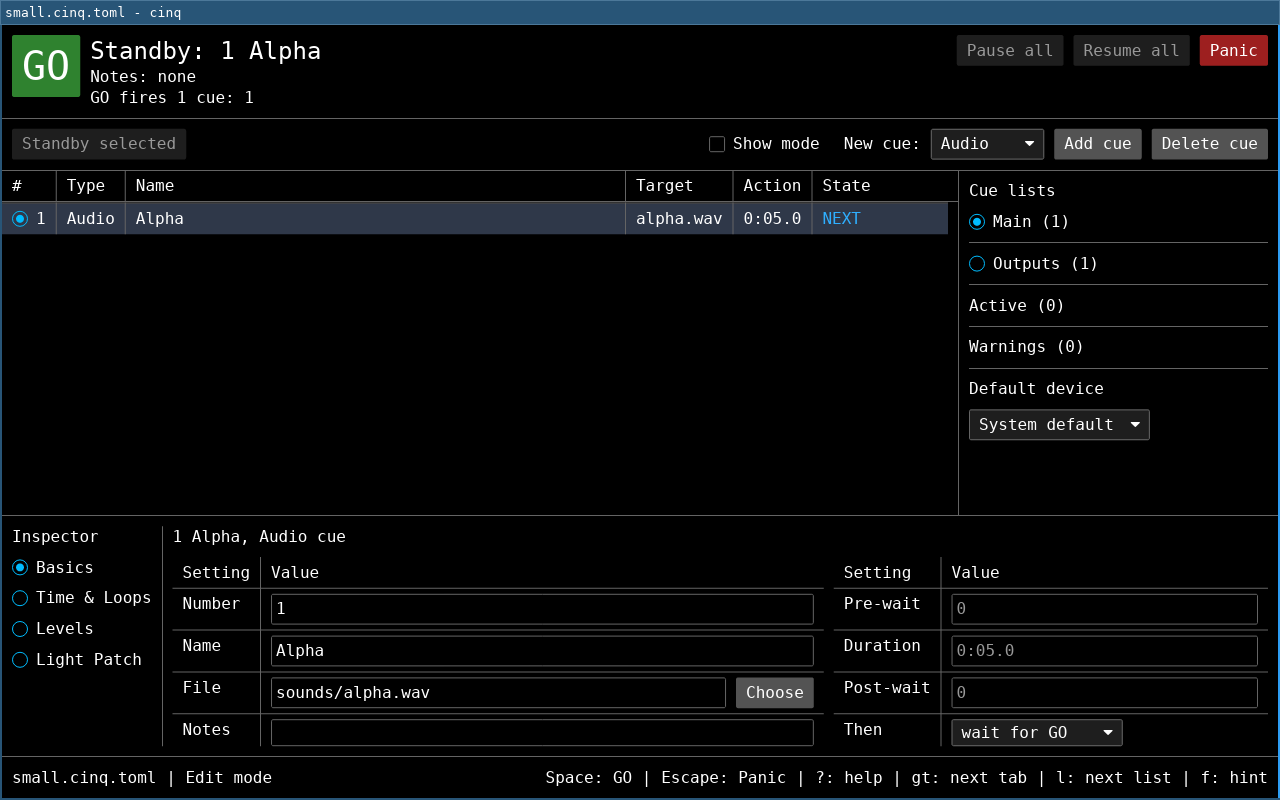 small.cinq.toml - cinq
GO
Standby: 1 Alpha
Notes: none
GO fires 1 cue: 1
Pause all
Resume all
Panic
Standby selected
Show mode
New cue:
Audio
Add cue
Delete cue
# Type Name Target Action State
1 Audio Alpha alpha.wav 0:05.0 NEXT
Cue lists
Main (1)
Outputs (1)
Active (0)
Warnings (0)
Default device
System default
Inspector
Basics
Time & Loops
Levels
Light Patch
1 Alpha, Audio cue
Setting Value
Number 1
Name Alpha
File sounds/alpha.wav Choose
Notes
Setting Value
Pre-wait 0
Duration 0:05.0
Post-wait 0
Then wait for GO
small.cinq.toml | Edit mode
Space: GO | Escape: Panic | ?: help | gt: next tab | l: next list | f: hint